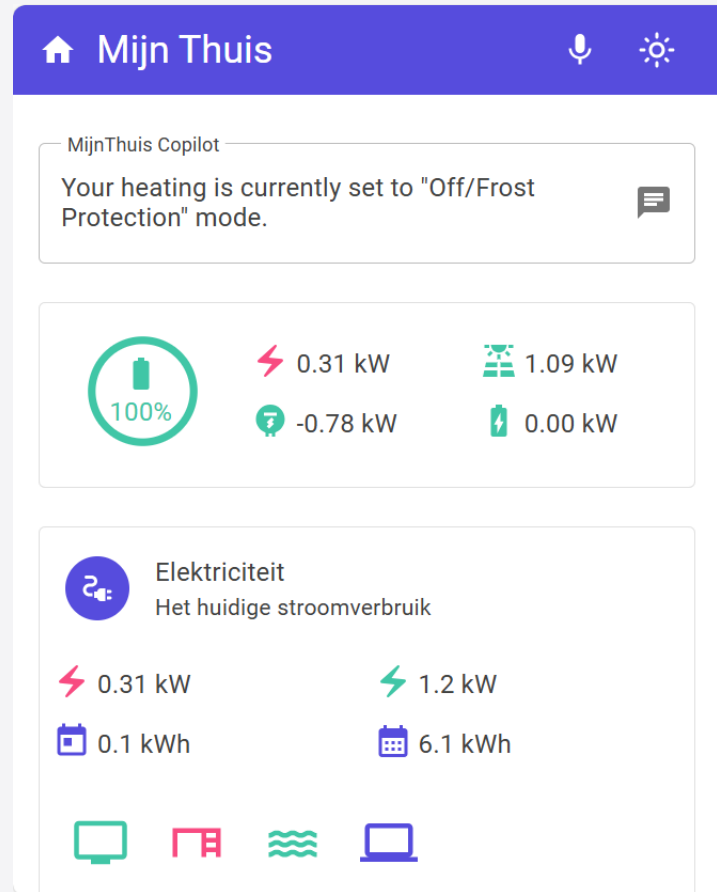 Mijn Thuis
MijnThuis Copilot
Your heating is currently set to "Off/Frost
Protection" mode.
100%
0.31 kW
1.09 kW
-0.78 kW
0.00 kW
Elektriciteit
Het huidige stroomverbruik
0.31 kW
1.2 kW
0.1 kWh
6.1 kWh